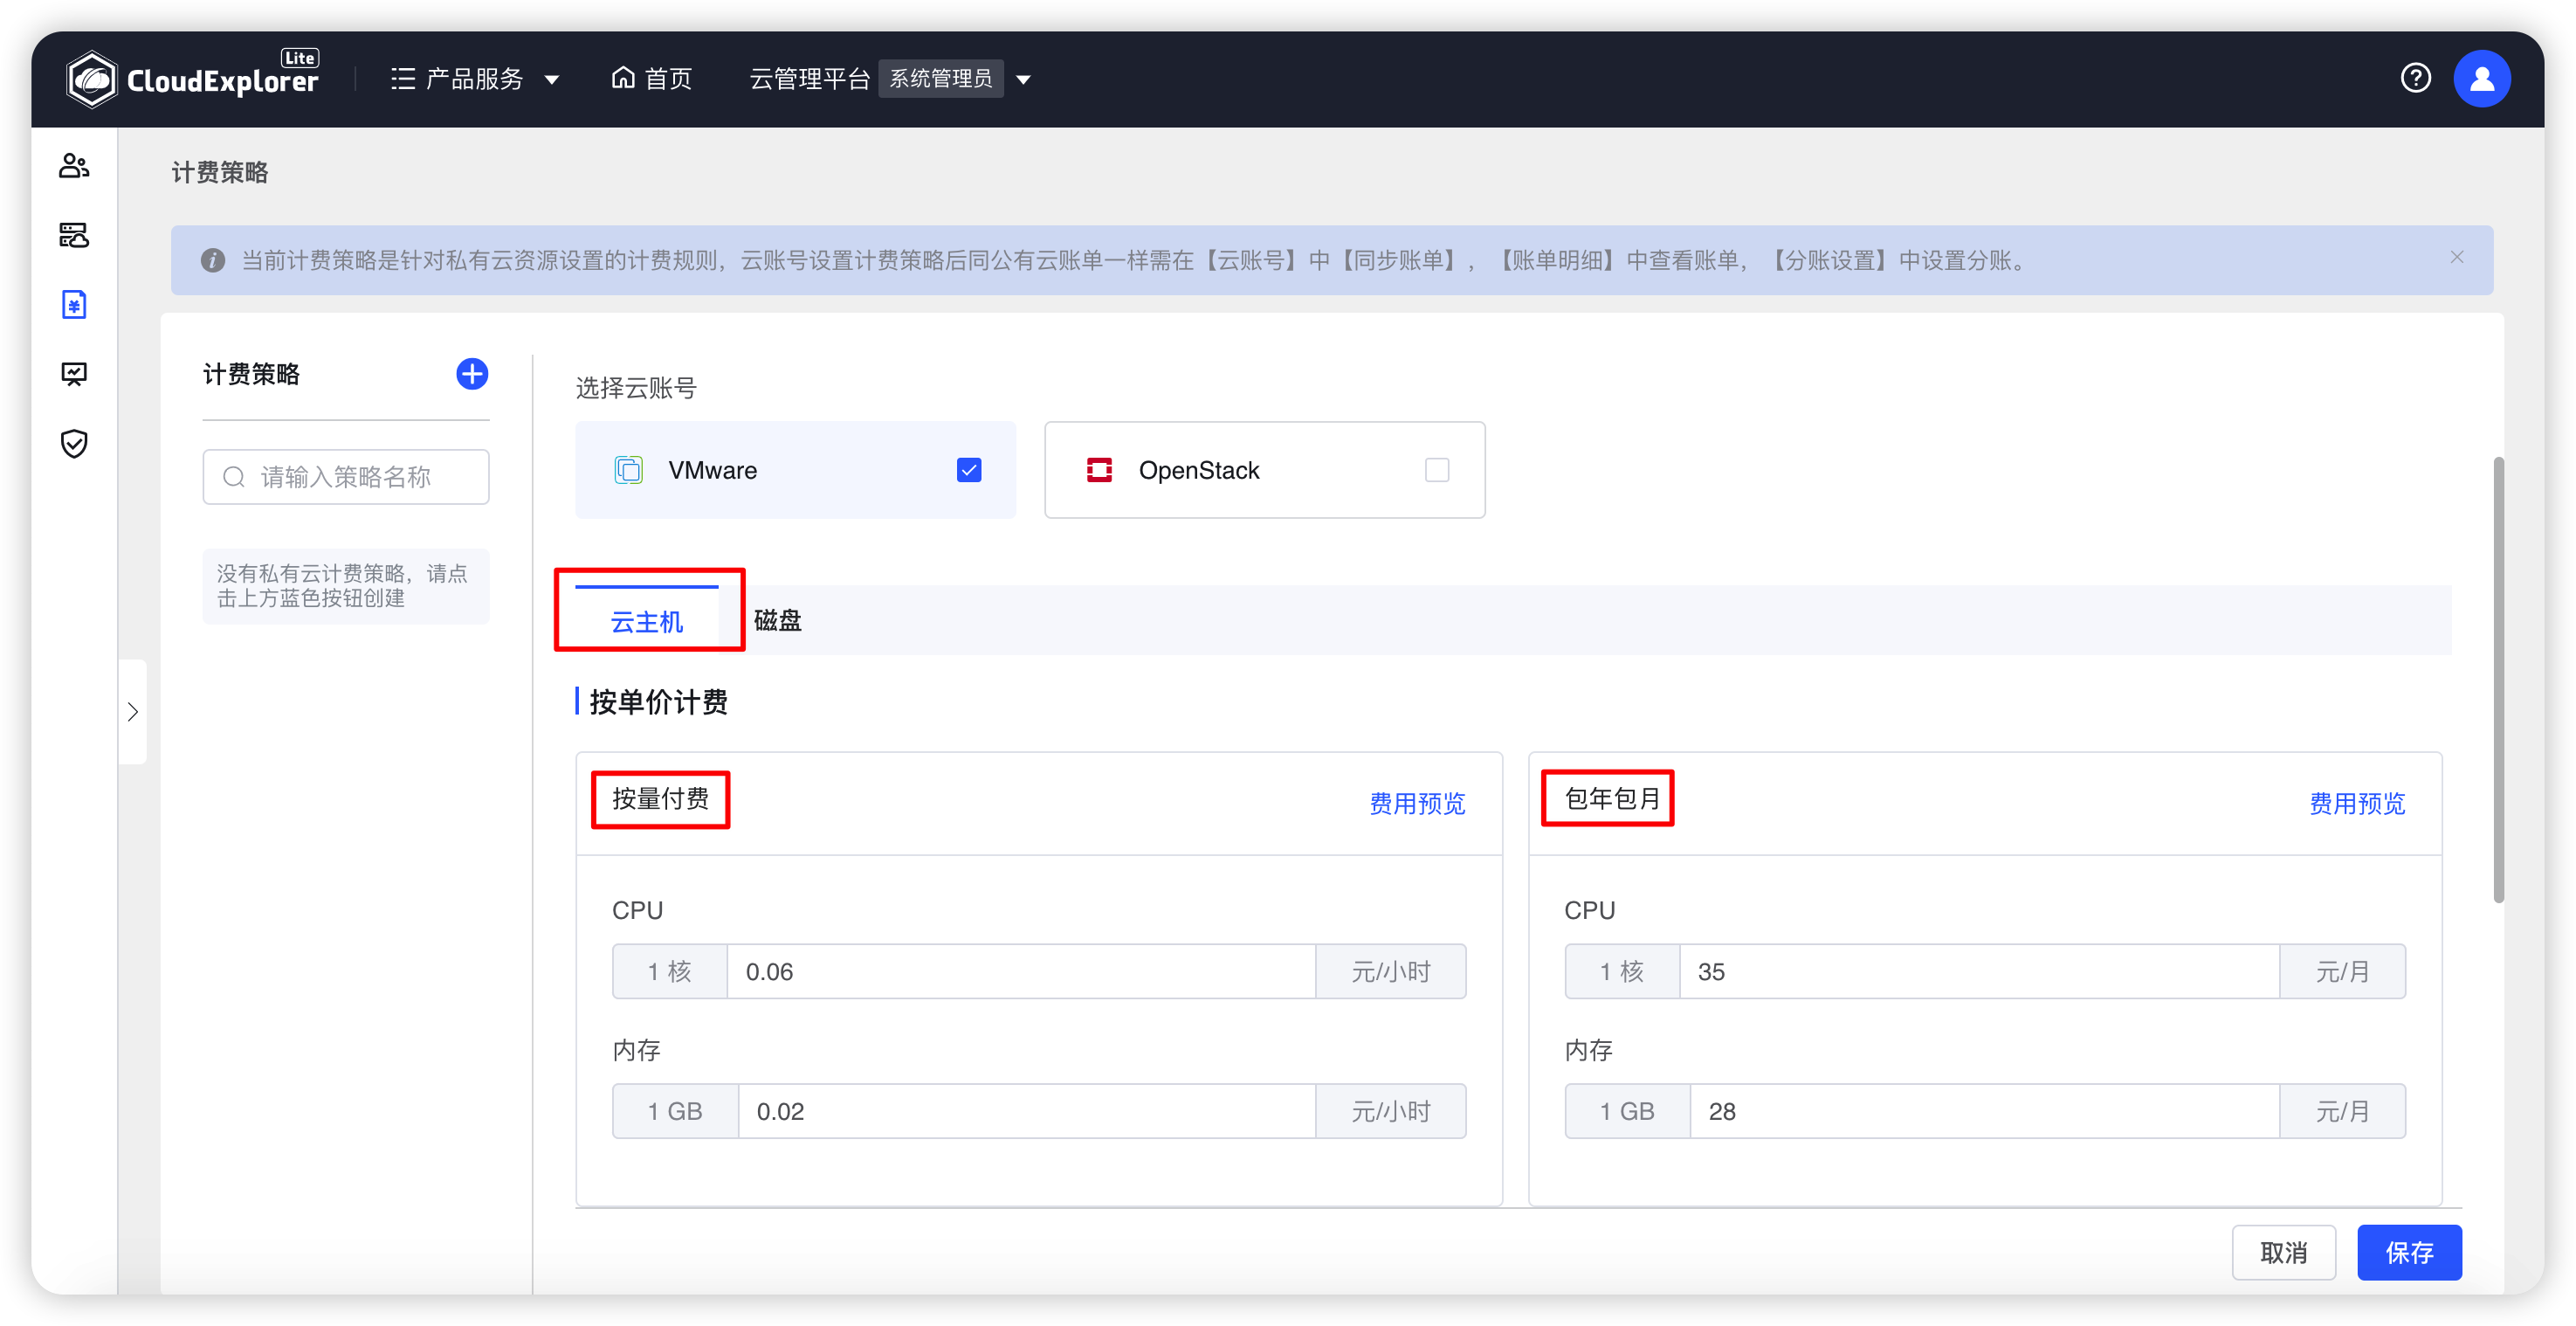 CloudExplorer Lite
产品服务
首页
云管理平台 系统管理员
计费策略
当前计费策略是针对私有云资源设置的计费规则，云账号设置计费策略后同公有云账单一样需在【云账号】中【同步账单】，【账单明细】中查看账单，【分账设置】中设置分账。
计费策略
请输入策略名称
没有私有云计费策略，请点
击上方蓝色按钮创建
选择云账号
VMware
OpenStack
云主机
磁盘
按单价计费
按量付费
费用预览
CPU
1 核
0.06
元/小时
内存
1 GB
0.02
元/小时
包年包月
费用预览
CPU
1 核
35
元/月
内存
1 GB
28
元/月
取消
保存